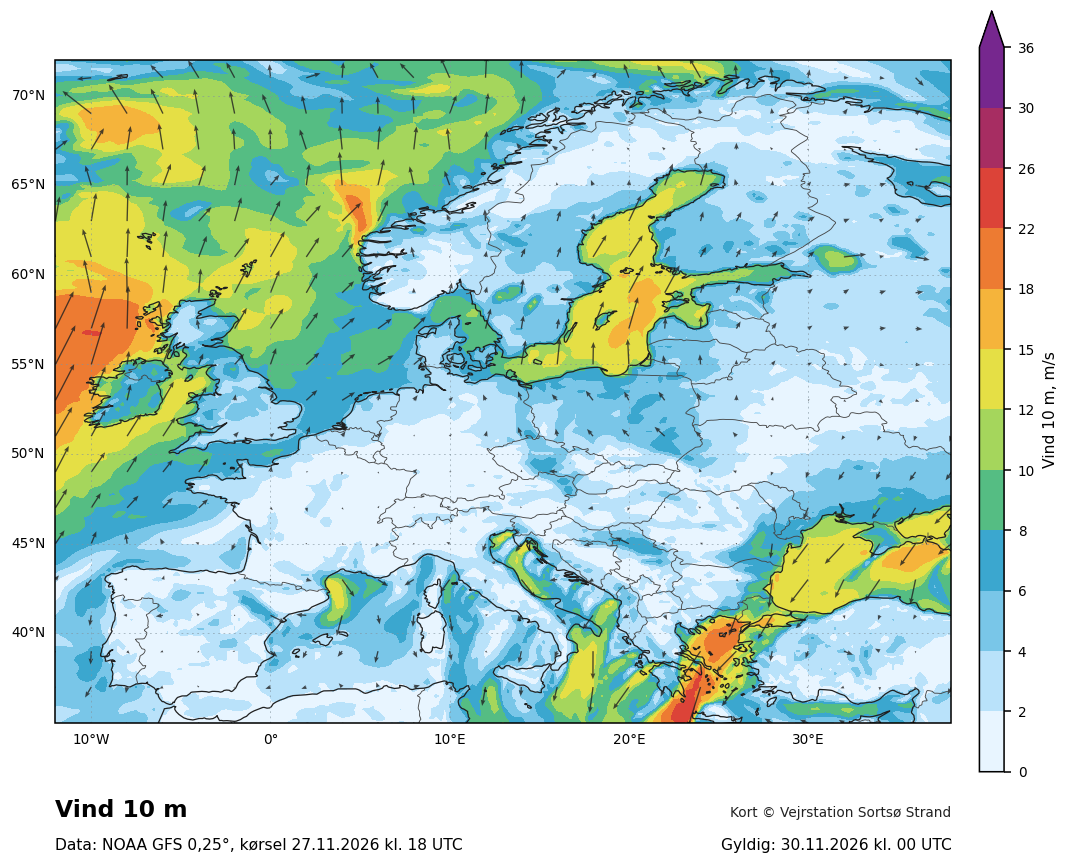 36
30
26
22
18
15
12
10
8
6
4
2
0
Vind 10 m, m/s
70°N
65°N
60°N
55°N
50°N
45°N
40°N
10°W 0° 10°E 20°E 30°E
Vind 10 m
Kort © Vejrstation Sortsø Strand
Data: NOAA GFS 0,25°, kørsel 27.11.2026 kl. 18 UTC
Gyldig: 30.11.2026 kl. 00 UTC